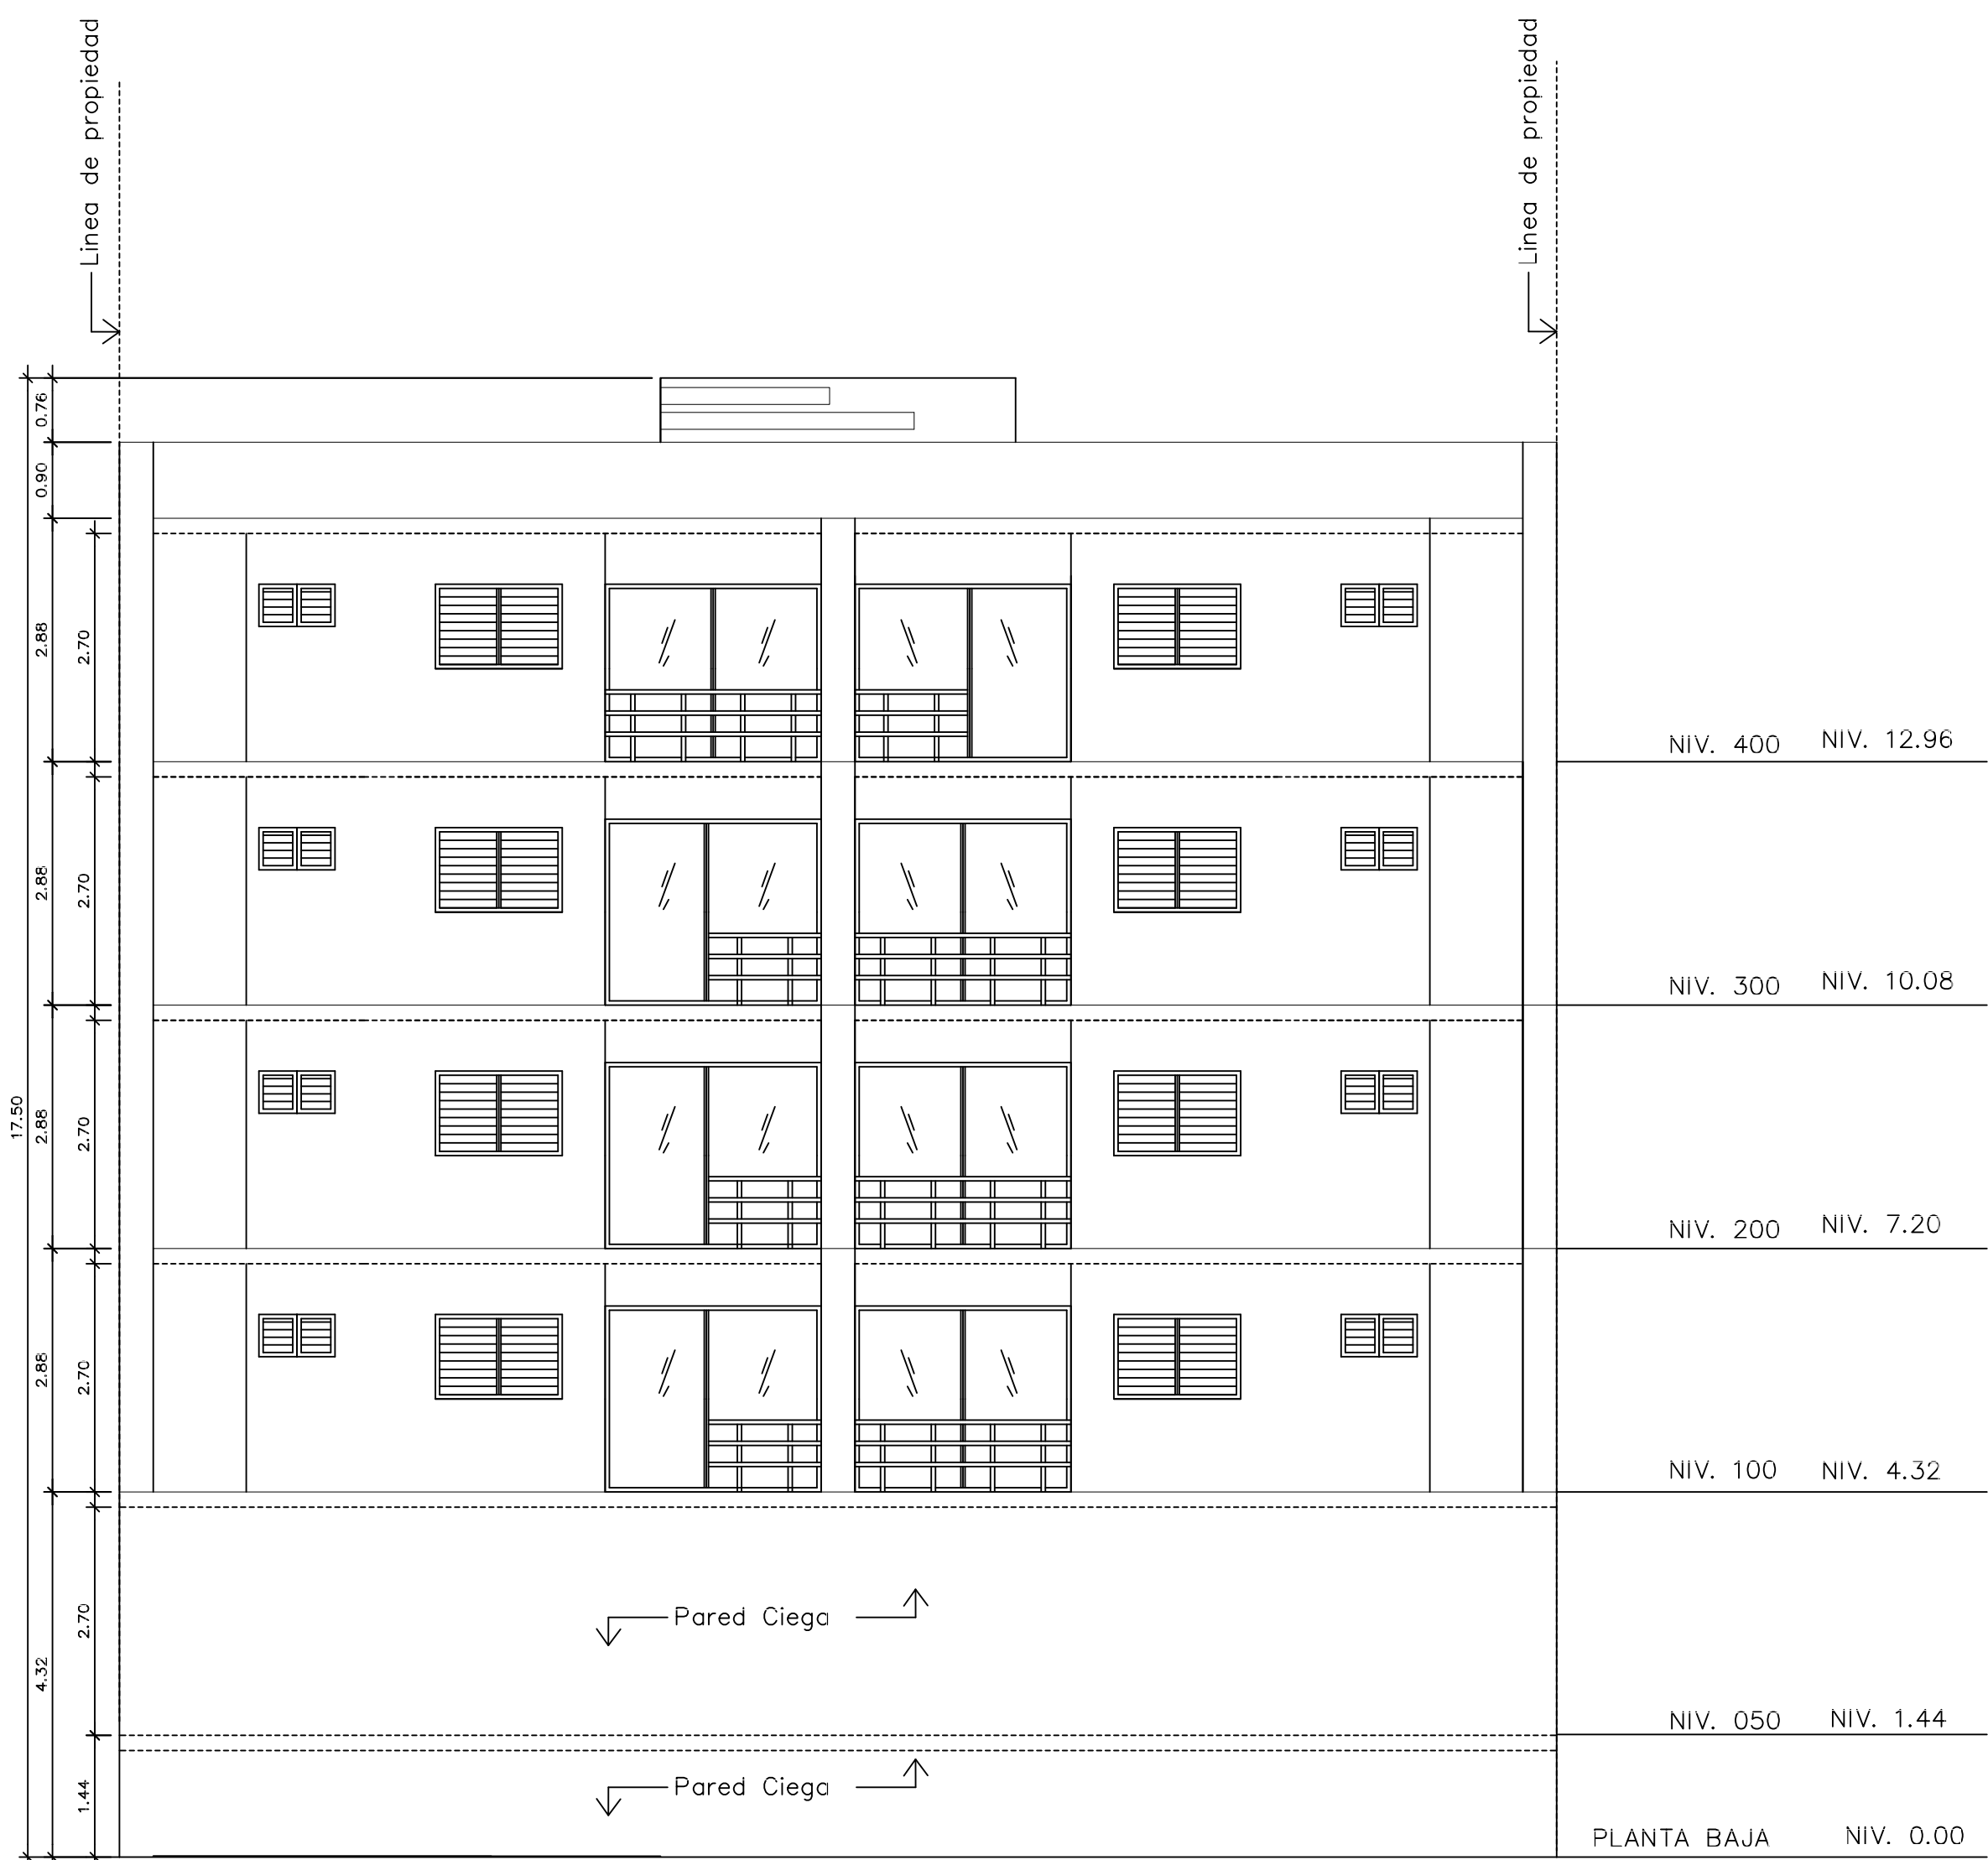 Linea de propiedad
Linea de propiedad
0.76
0.90
2.88
2.70
NIV. 400 NIV. 12.96
2.88
2.70
NIV. 300 NIV. 10.08
17.50
2.88
2.70
NIV. 200 NIV. 7.20
2.88
2.70
NIV. 100 NIV. 4.32
2.70
Pared Ciega
4.32
NIV. 050 NIV. 1.44
1.44
Pared Ciega
PLANTA BAJA NIV. 0.00